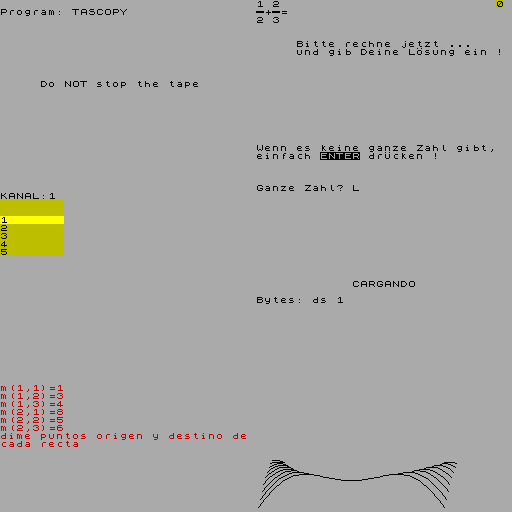 Program: TASCOPY
Do NOT stop the tape
KANAL:1
1
2
3
4
5
m(1,1)=1
m(1,2)=3
m(1,3)=4
m(2,1)=8
m(2,2)=5
m(2,3)=6
dime puntos origen y destino de
cada recta
0
1 2
-+-=
2 3
Bitte rechne jetzt ...
und gib Deine Lösung ein !
Wenn es keine ganze Zahl gibt,
einfach ENTER drücken !
Ganze Zahl? L
CARGANDO
Bytes: ds 1